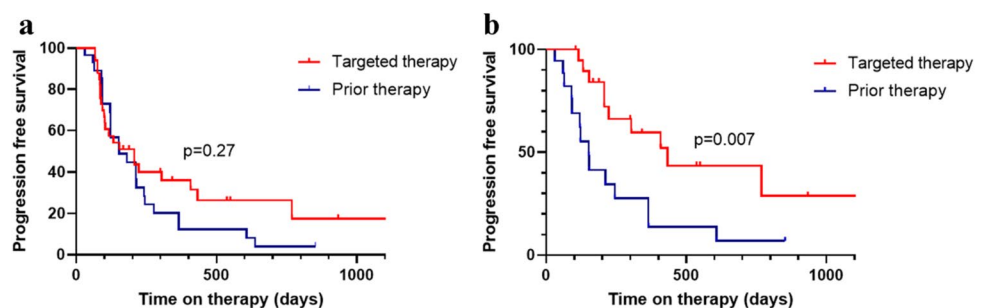 a
Progression free survival
100
80
60
40
20
0
0
500
1000
Time on therapy (days)
Targeted therapy
Prior therapy
p=0.27
b
Progression free survival
100
50
0
0
500
1000
Time on therapy (days)
Targeted therapy
Prior therapy
p=0.007